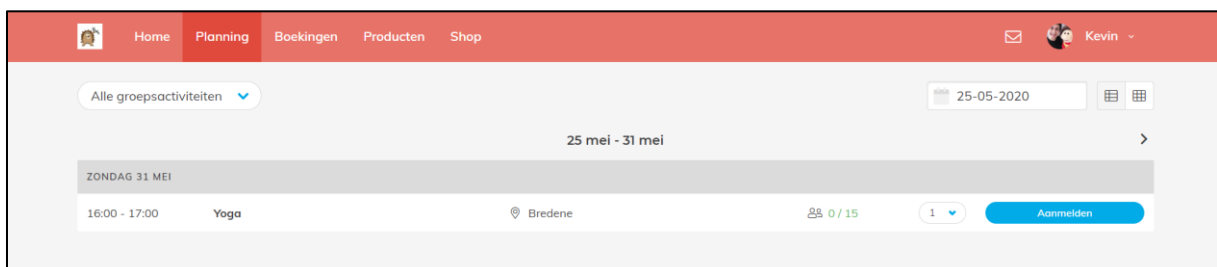 Home Planning Boekingen Producten Shop Kevin
Alle groepsactiviteiten 25-05-2020
25 mei - 31 mei
ZONDAG 31 MEI
16:00 - 17:00 Yoga Bredene 0 / 15 1 Aanmelden